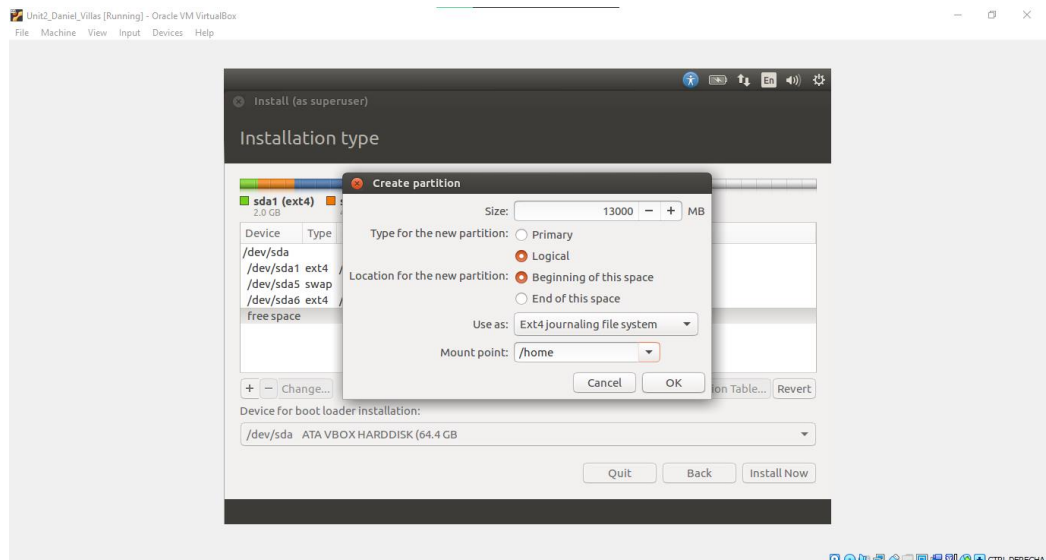 Unit2_Daniel_Villas [Running] - Oracle VM VirtualBox
File Machine View Input Devices Help
En
Install (as superuser)
Installation type
Create partition
sda1 (ext4)
2.0 GB
Size: 13000 − + MB
Device Type
Type for the new partition: Primary
/dev/sda
Logical
/dev/sda1 ext4 /
Location for the new partition: Beginning of this space
/dev/sda5 swap
End of this space
/dev/sda6 ext4 /
free space
Use as: Ext4 journaling file system
Mount point: /home
Cancel OK
+ − Change... ion Table... Revert
Device for boot loader installation:
/dev/sda ATA VBOX HARDDISK (64.4 GB
Quit Back Install Now
CTRL DERECHA